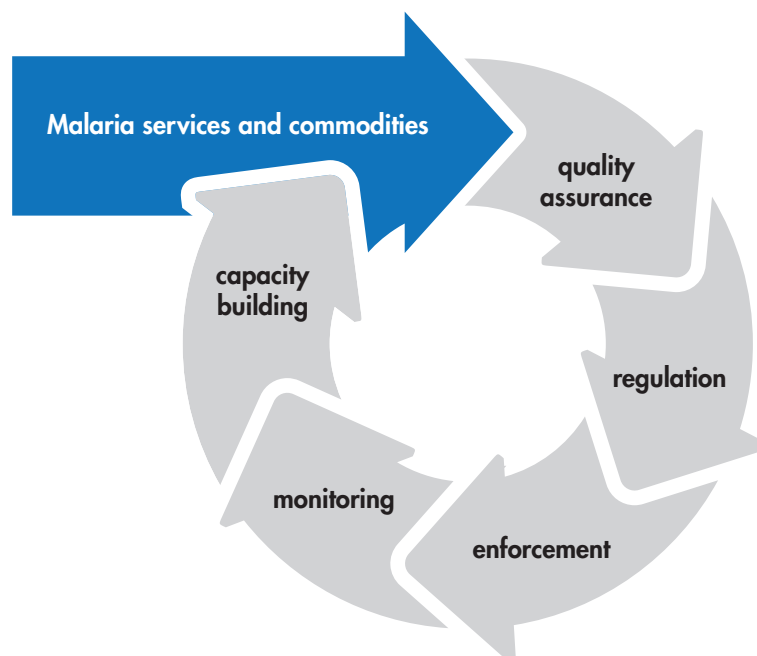 Malaria services and commodities
quality
assurance
regulation
enforcement
monitoring
capacity
building